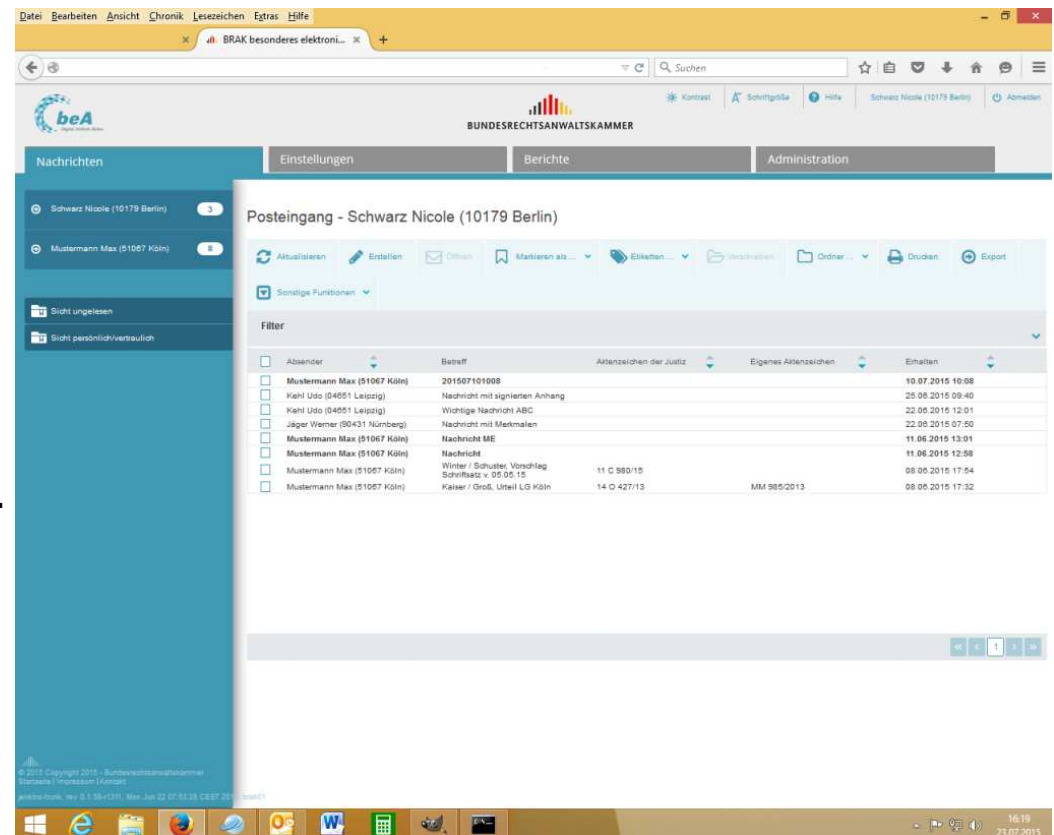 Datei Bearbeiten Ansicht Chronik Lesezeichen Extras Hilfe
BRAK besonderes elektroni...
Suchen
Kontrast Schriftgröße Hilfe Schwarz Nicole (10179 Berlin) Abmelden
beA
BUNDESRECHTSANWALTSKAMMER
Nachrichten Einstellungen Berichte Administration
Schwarz Nicole (10179 Berlin) 3
Mustermann Max (51067 Köln) 8
Sicht ungelesen
Sicht persönlich/vertraulich
Posteingang - Schwarz Nicole (10179 Berlin)
Aktualisieren Erstellen Öffnen Markieren als ... Etiketten ... Verschieben Ordner ... Drucken Export
Sonstige Funktionen
Filter
Absender Betreff Aktenzeichen der Justiz Eigenes Aktenzeichen Erhalten
Mustermann Max (51067 Köln) 201507101008 10.07.2015 10:08
Kehl Udo (04651 Leipzig) Nachricht mit signierten Anhang 25.06.2015 09:40
Kehl Udo (04651 Leipzig) Wichtige Nachricht ABC 22.06.2015 12:01
Jäger Werner (90431 Nürnberg) Nachricht mit Merkmalen 22.06.2015 07:50
Mustermann Max (51067 Köln) Nachricht ME 11.06.2015 13:01
Mustermann Max (51067 Köln) Nachricht 11.06.2015 12:58
Mustermann Max (51067 Köln) Winter / Schuster, Vorschlag Schriftsatz v. 05.05.15 11 C 980/15 08.06.2015 17:54
Mustermann Max (51067 Köln) Kaiser / Groß, Urteil LG Köln 14 O 427/13 MM 985/2013 08.06.2015 17:32
« < 1 > »
© 2015 Copyright 2015 - Bundesrechtsanwaltskammer
Startseite | Impressum | Kontakt
16:19
23.07.2015